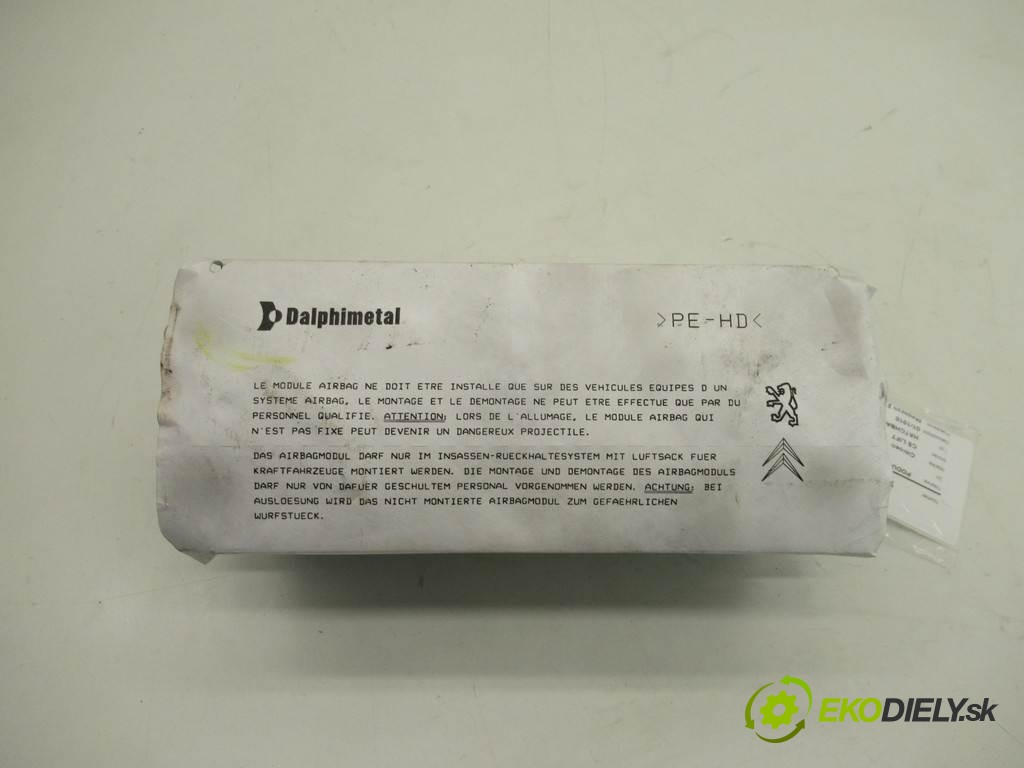 Dalphimetal
>PE-HD<
LE MODULE AIRBAG NE DOIT ETRE INSTALLE QUE SUR DES VEHICULES EQUIPES D UN
SYSTEME AIRBAG, LE MONTAGE ET LE DEMONTAGE NE PEUT ETRE EFFECTUE QUE PAR DU
PERSONNEL QUALIFIE. ATTENTION; LORS DE L'ALLUMAGE, LE MODULE AIRBAG QUI
N'EST PAS FIXE PEUT DEVENIR UN DANGEREUX PROJECTILE.
DAS AIRBAGMODUL DARF NUR IM INSASSEN-RUECKHALTESYSTEM MIT LUFTSACK FUER
KRAFTFAHRZEUGE MONTIERT WERDEN. DIE MONTAGE UND DEMONTAGE DES AIRBAGMODULS
DARF NUR VON DAFUER GESCHULTEM PERSONAL VORGENOMMEN WERDEN. ACHTUNG; BEI
AUSLOESUNG WIRD DAS NICHT MONTIERTE AIRBAGMODUL ZUM GEFAEHRLICHEN
WURFSTUECK.
C5 LIFT
EKODIELY.sk